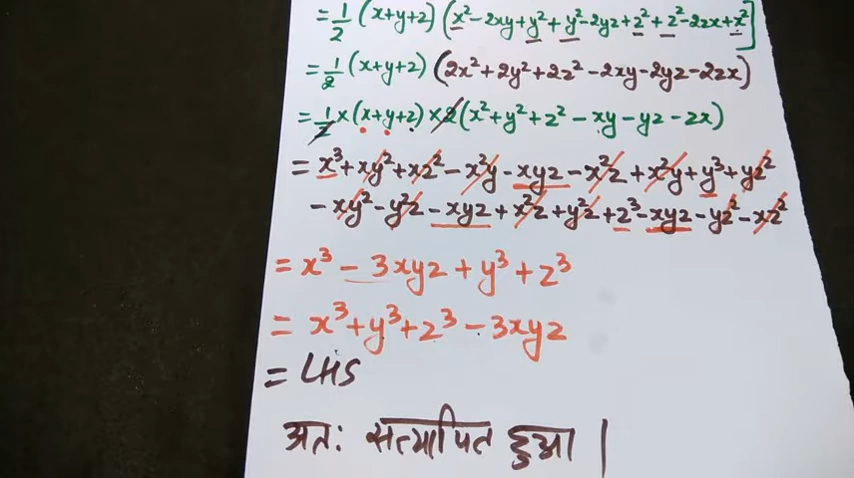 =1/2 (x+y+z) (x²-2xy+y²+y²-2yz+z²+z²-2zx+x²]
=1/2 (x+y+z) (2x²+2y²+2z²-2xy-2yz-2zx)
=1/2×(x+y+z)×2(x²+y²+z²-xy-yz-zx)
= x³+xy²+xz²-x²y-xyz-x²z+x²y+y³+yz²
-xy²-y²z-xyz+x²z+y²z+z³-xyz-yz²-xz²
= x³-3xyz+y³+z³
= x³+y³+z³-3xyz
= LHS
अतः सत्यापित हुआ |